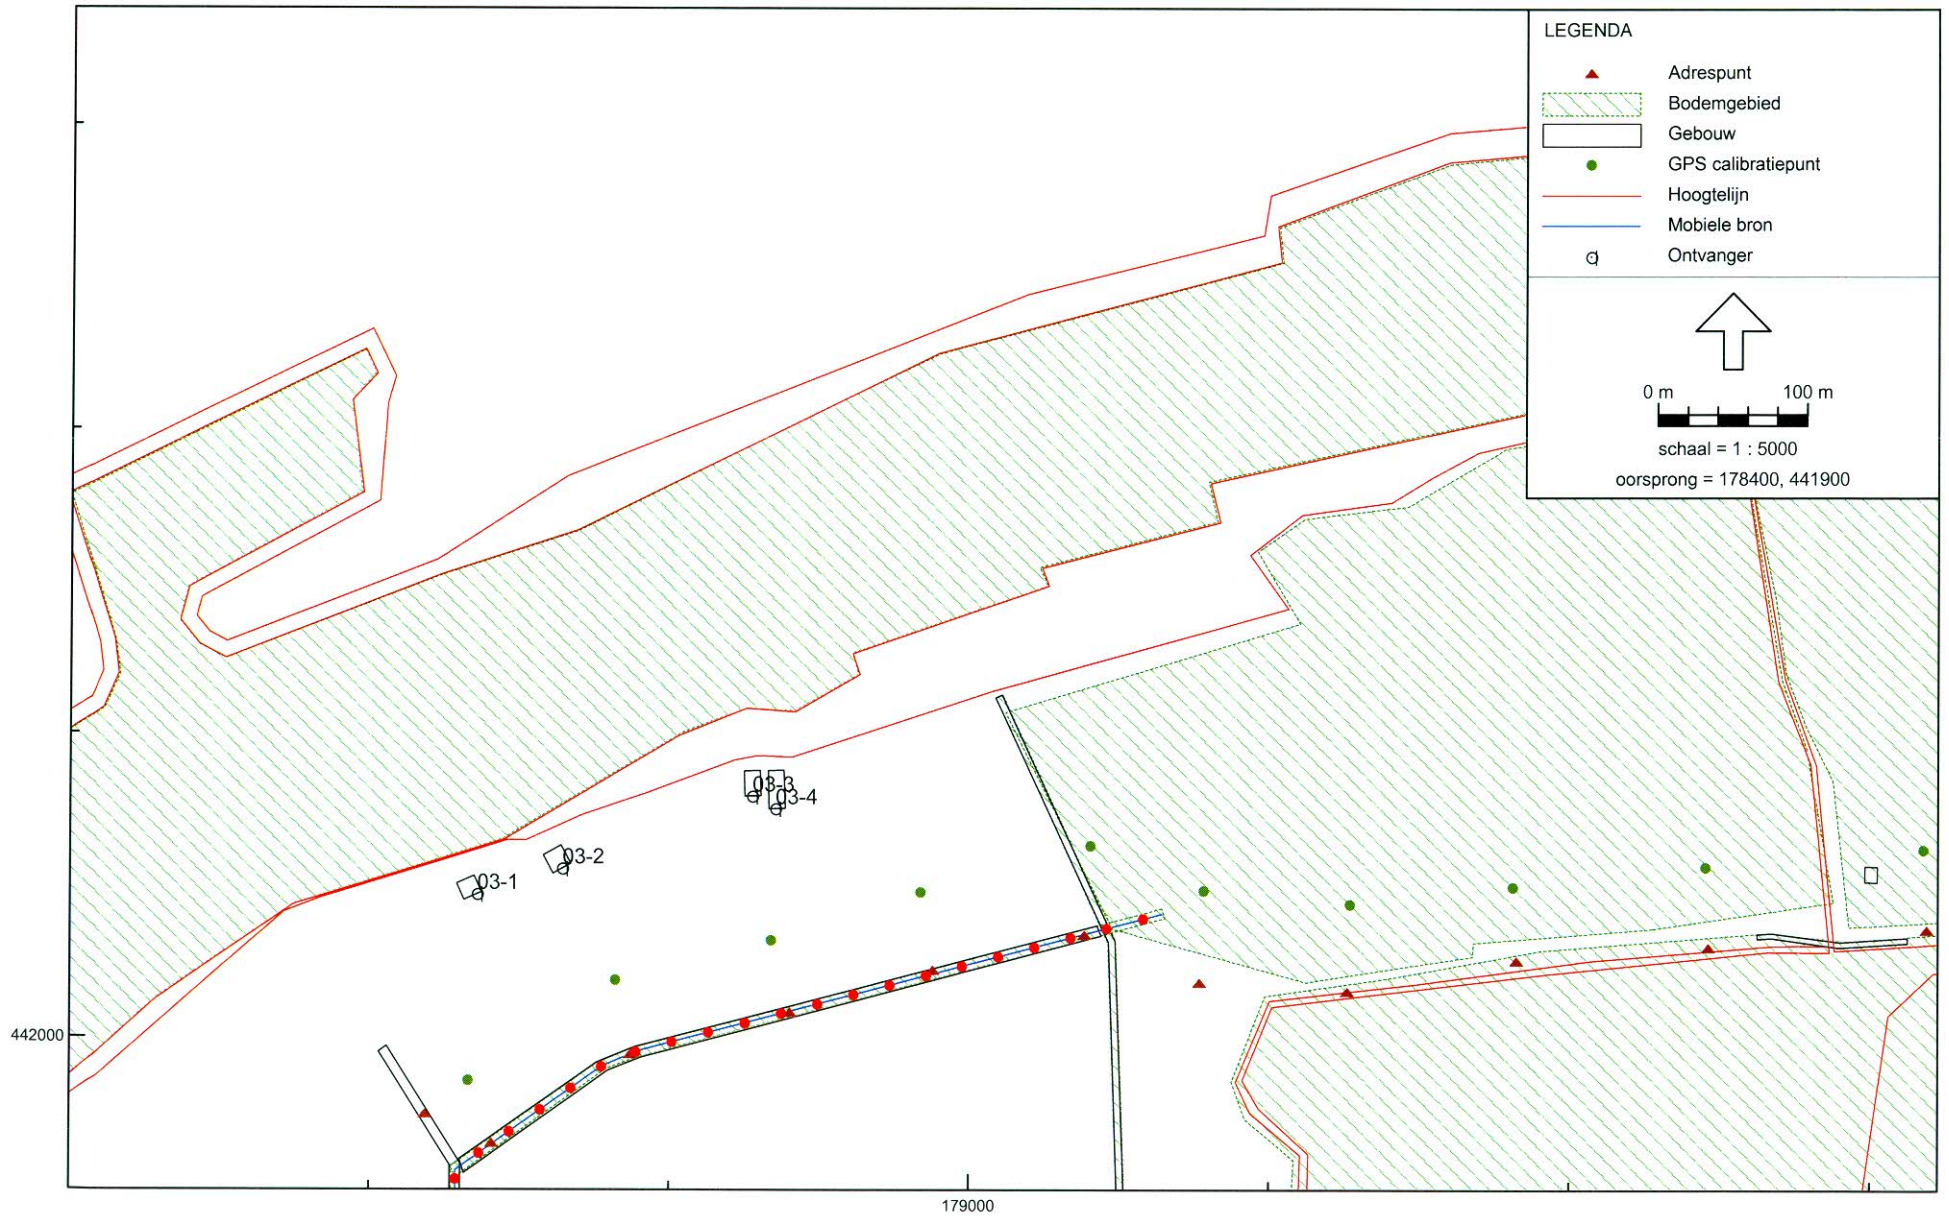 LEGENDA
Adrespunt
Bodemgebied
Gebouw
GPS calibratiepunt
Hoogtelijn
Mobiele bron
Ontvanger
0 m 100 m
schaal = 1 : 5000
oorsprong = 178400, 441900
03-3
03-4
03-2
03-1
442000
179000